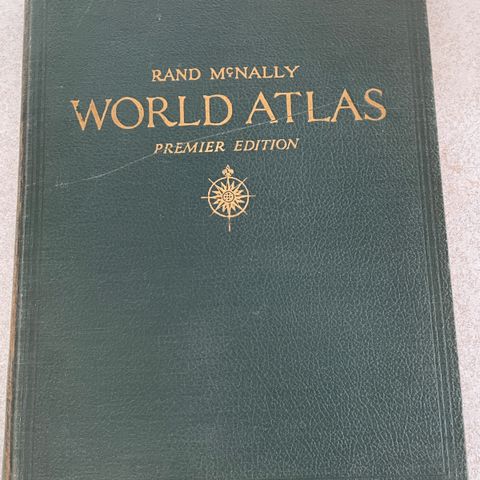 RAND McNALLY
WORLD ATLAS
PREMIER EDITION